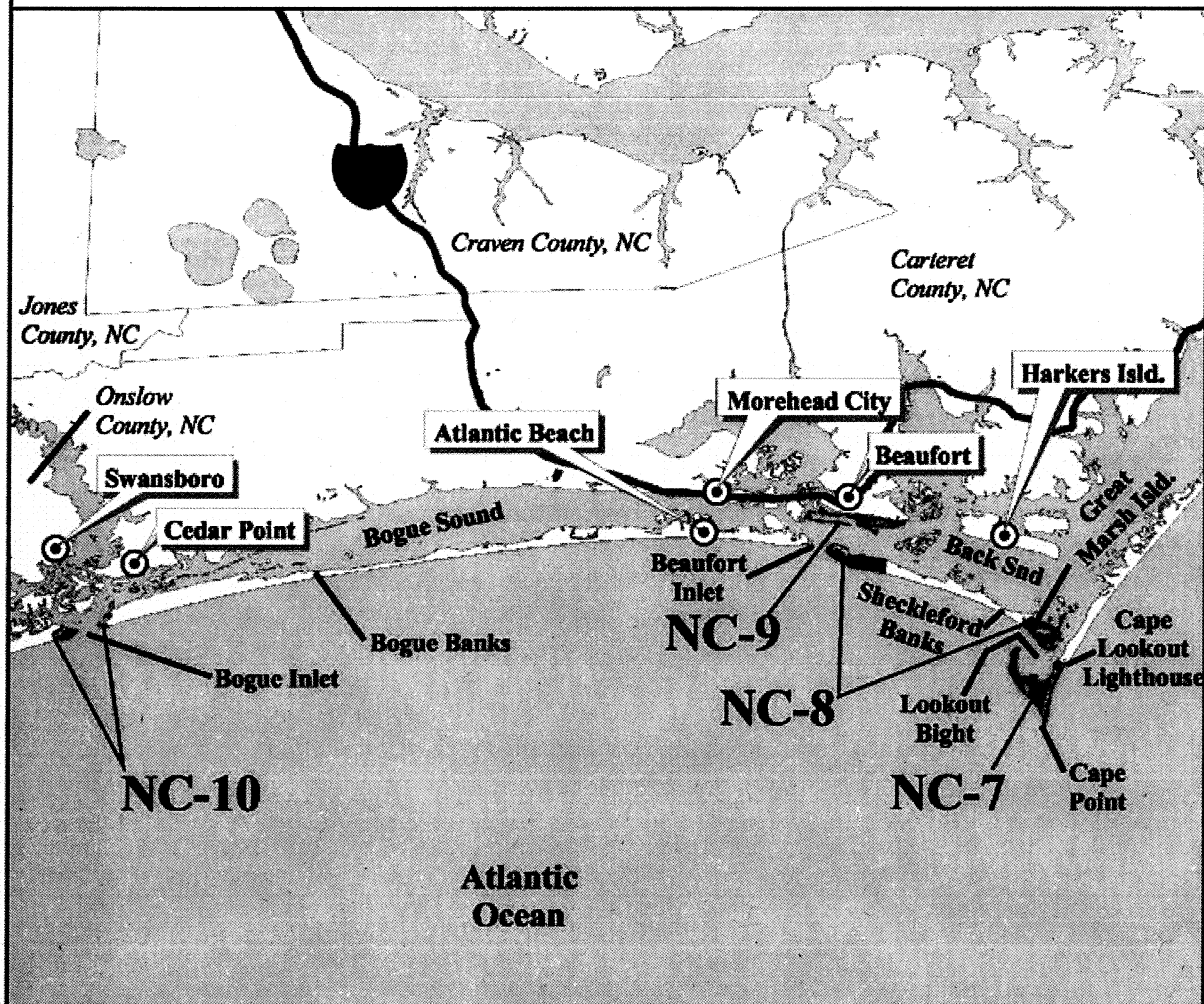 Craven County, NC
Carteret
County, NC
Jones
County, NC
Onslow
County, NC
Harkers Isld.
Morehead City
Atlantic Beach
Beaufort
Swansboro
Cedar Point
Bogue Sound
Great
Marsh Isld.
Back Snd
Beaufort
Inlet
Sheckleford
Banks
NC-9
Bogue Banks
Bogue Inlet
Cape
Lookout
Lighthouse
NC-8
Lookout
Bight
NC-10
NC-7
Cape
Point
Atlantic
Ocean